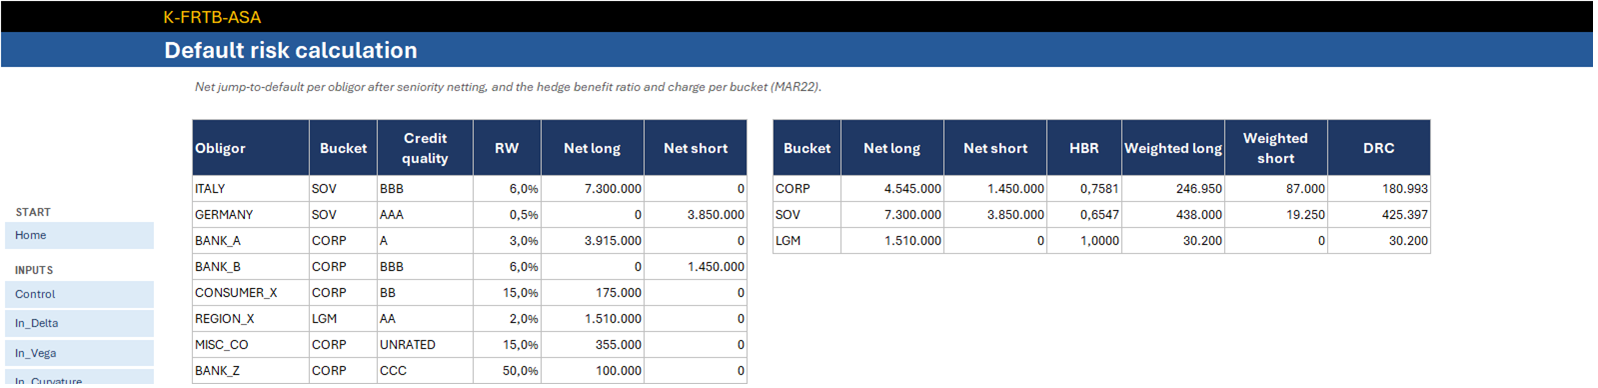 K-FRTB-ASA
Default risk calculation
Net jump-to-default per obligor after seniority netting, and the hedge benefit ratio and charge per bucket (MAR22).
START
Home
INPUTS
Control
In_Delta
In_Vega
In_Curvature
Obligor Bucket Credit quality RW Net long Net short
ITALY SOV BBB 6,0% 7.300.000 0
GERMANY SOV AAA 0,5% 0 3.850.000
BANK_A CORP A 3,0% 3.915.000 0
BANK_B CORP BBB 6,0% 0 1.450.000
CONSUMER_X CORP BB 15,0% 175.000 0
REGION_X LGM AA 2,0% 1.510.000 0
MISC_CO CORP UNRATED 15,0% 355.000 0
BANK_Z CORP CCC 50,0% 100.000 0
Bucket Net long Net short HBR Weighted long Weighted short DRC
CORP 4.545.000 1.450.000 0,7581 246.950 87.000 180.993
SOV 7.300.000 3.850.000 0,6547 438.000 19.250 425.397
LGM 1.510.000 0 1,0000 30.200 0 30.200